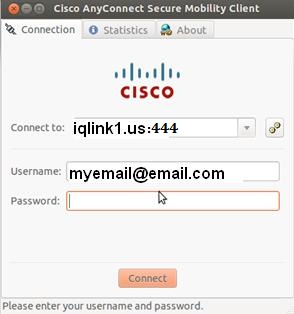 Cisco AnyConnect Secure Mobility Client
Connection Statistics About
CISCO
Connect to: iqlink1.us:444
Username: myemail@email.com
Password:
Connect
Please enter your username and password.